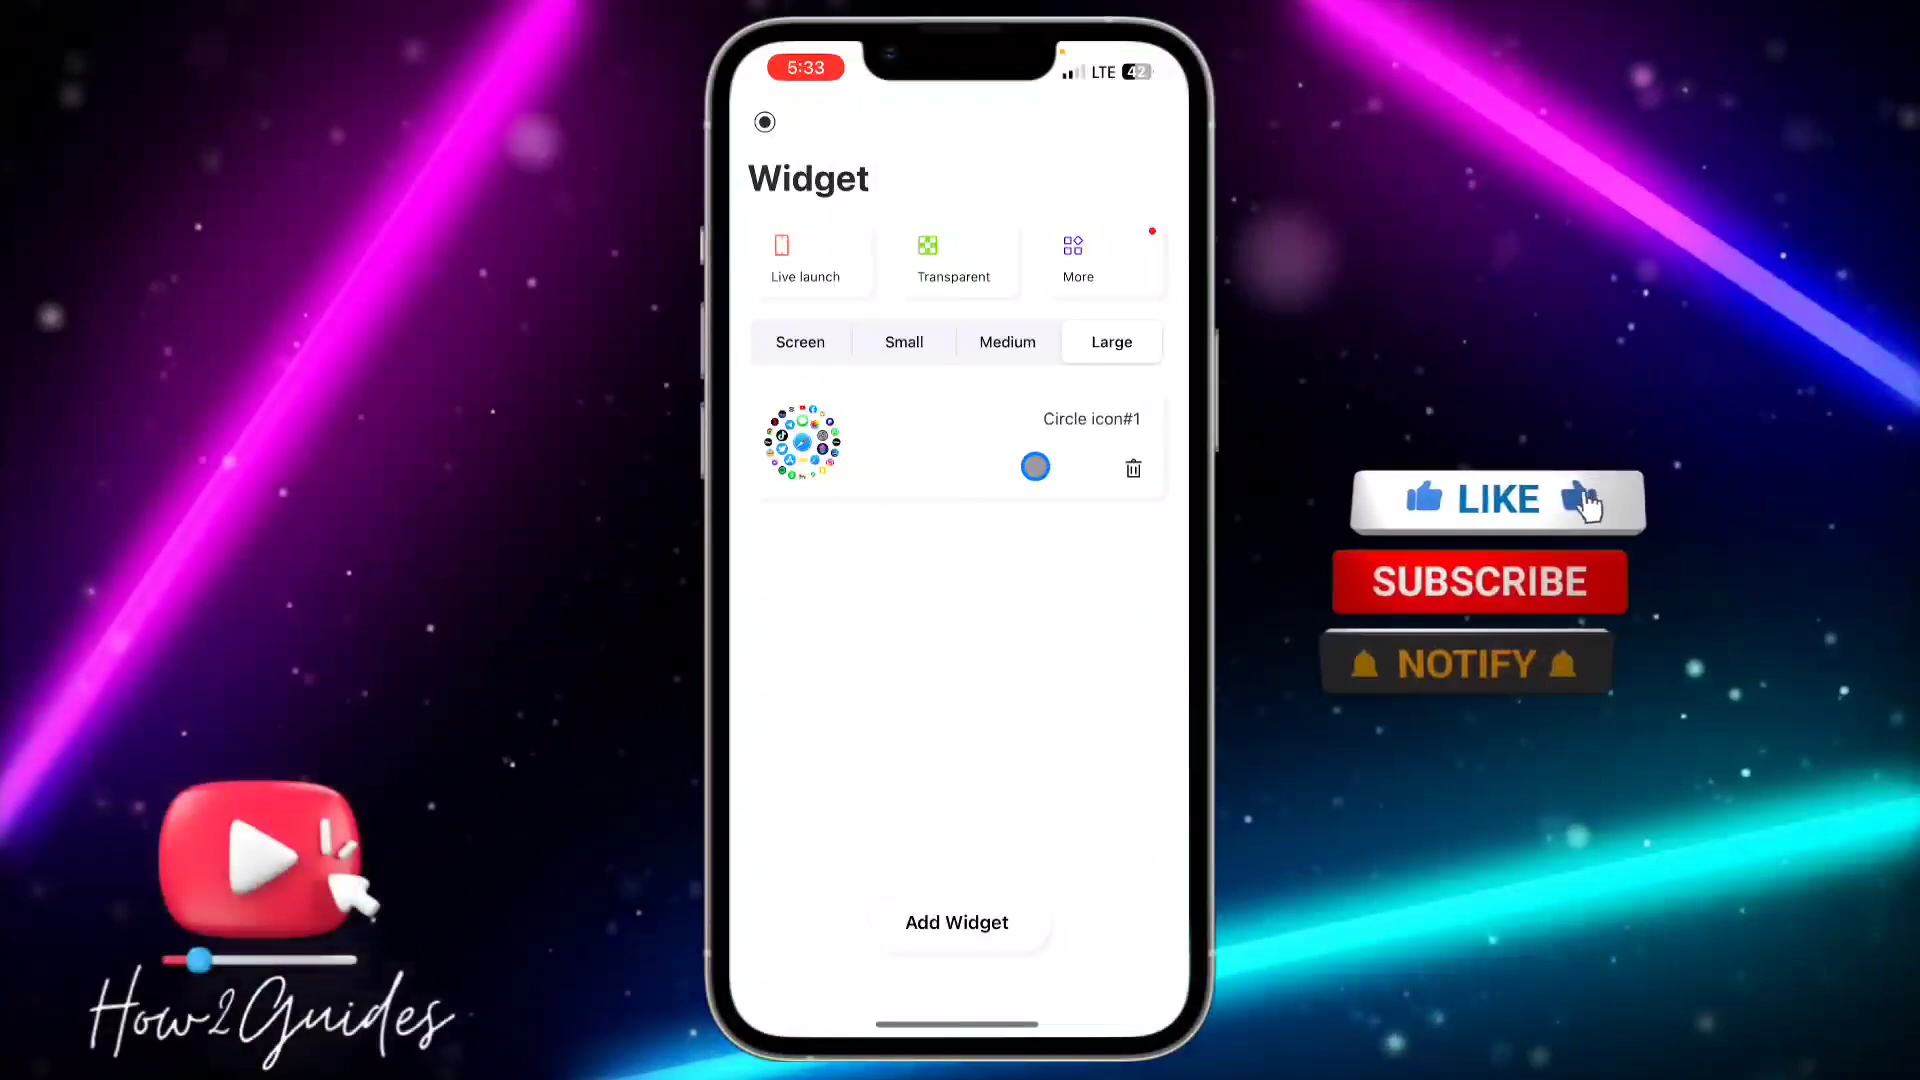 5:33
LTE 42
Widget
Live launch
Transparent
More
Screen
Small
Medium
Large
Circle icon#1
Add Widget
LIKE
SUBSCRIBE
NOTIFY
How2Guides